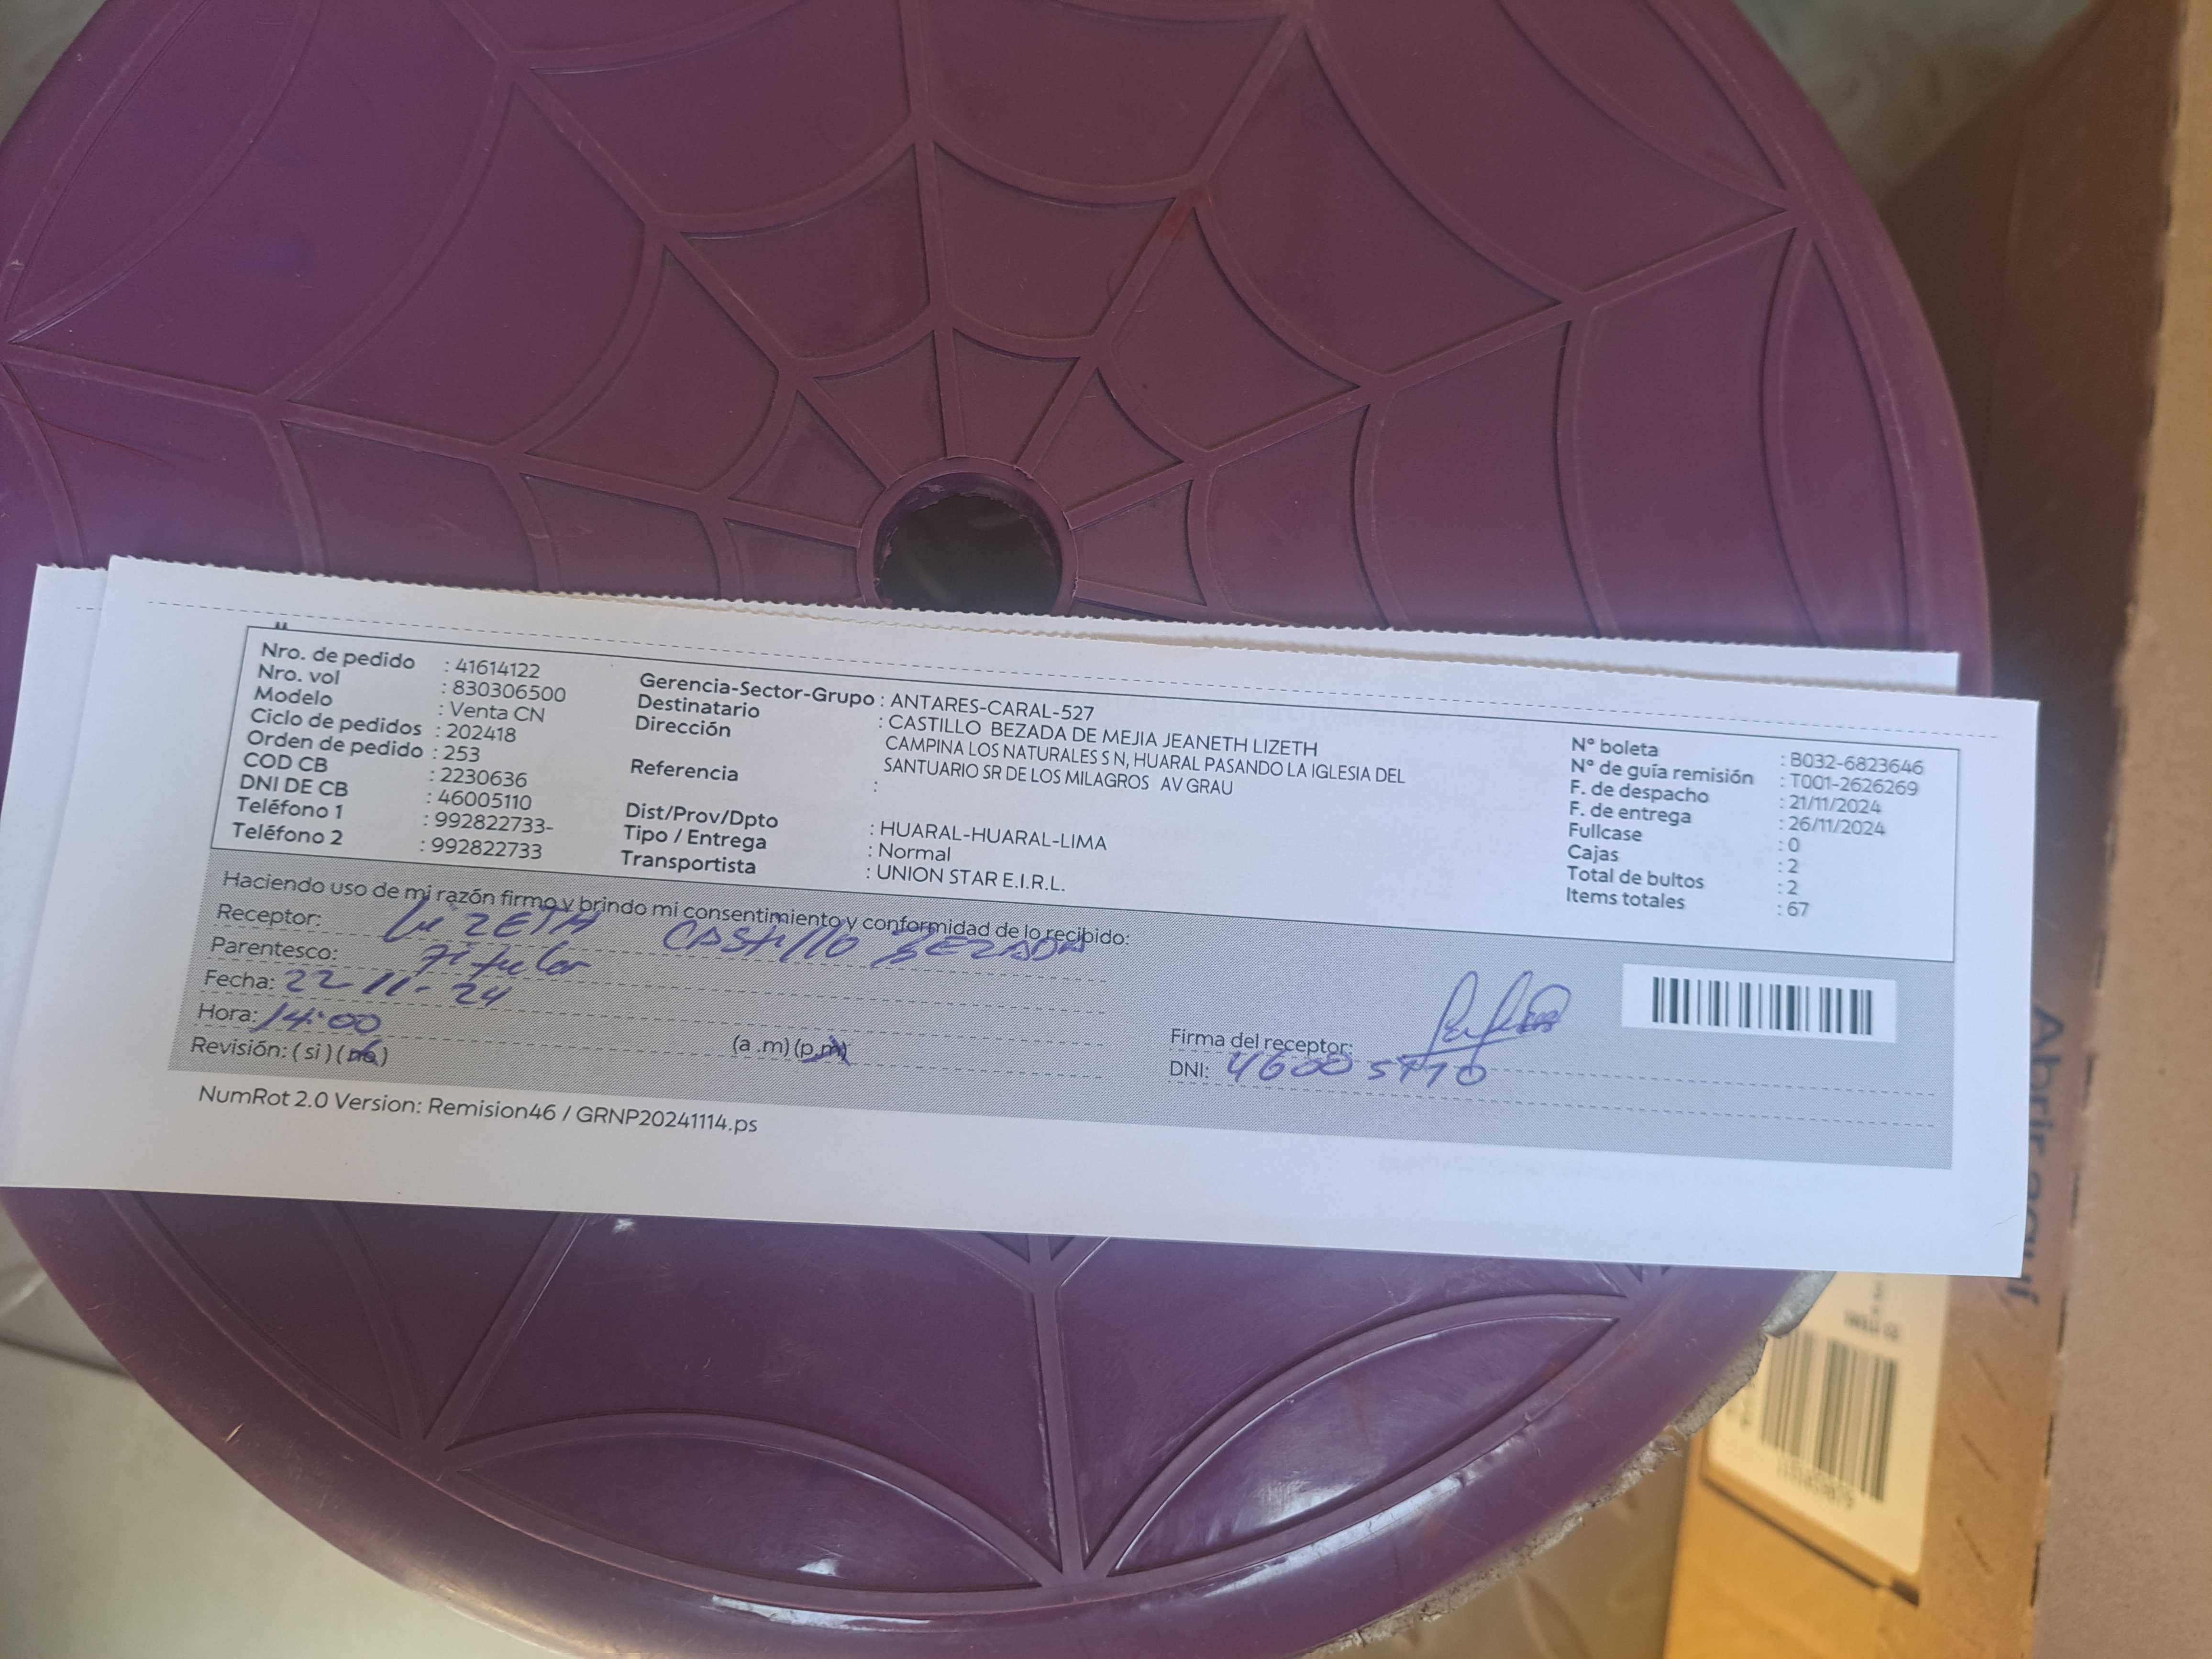 Nro. de pedido : 41614122
Nro. vol : 830306500
Modelo : Venta CN
Ciclo de pedidos : 202418
Orden de pedido : 253
COD CB : 2230636
DNI DE CB : 46005110
Teléfono 1 : 992822733-
Teléfono 2 : 992822733
Gerencia-Sector-Grupo : ANTARES-CARAL-527
Destinatario : CASTILLO BEZADA DE MEJIA JEANETH LIZETH
Dirección CAMPINA LOS NATURALES S N, HUARAL PASANDO LA IGLESIA DEL
SANTUARIO SR DE LOS MILAGROS AV GRAU
Referencia :
Dist/Prov/Dpto : HUARAL-HUARAL-LIMA
Tipo / Entrega : Normal
Transportista : UNION STAR E.I.R.L.
N° boleta : B032-6823646
N° de guía remisión : T001-2626269
F. de despacho : 21/11/2024
F. de entrega : 26/11/2024
Fullcase : 0
Cajas : 2
Total de bultos : 2
Items totales : 67
Haciendo uso de mi razón firmo y brindo mi consentimiento y conformidad de lo recibido:
Receptor: LiZETH CASTILLO BEZADA
Parentesco: Titular
Fecha: 22-11-24
Hora: 14:00 (a .m) (p.m)
Revisión: ( si ) ( no )
Firma del receptor:
DNI: 46005110
NumRot 2.0 Version: Remision46 / GRNP20241114.ps
Abrir aquí